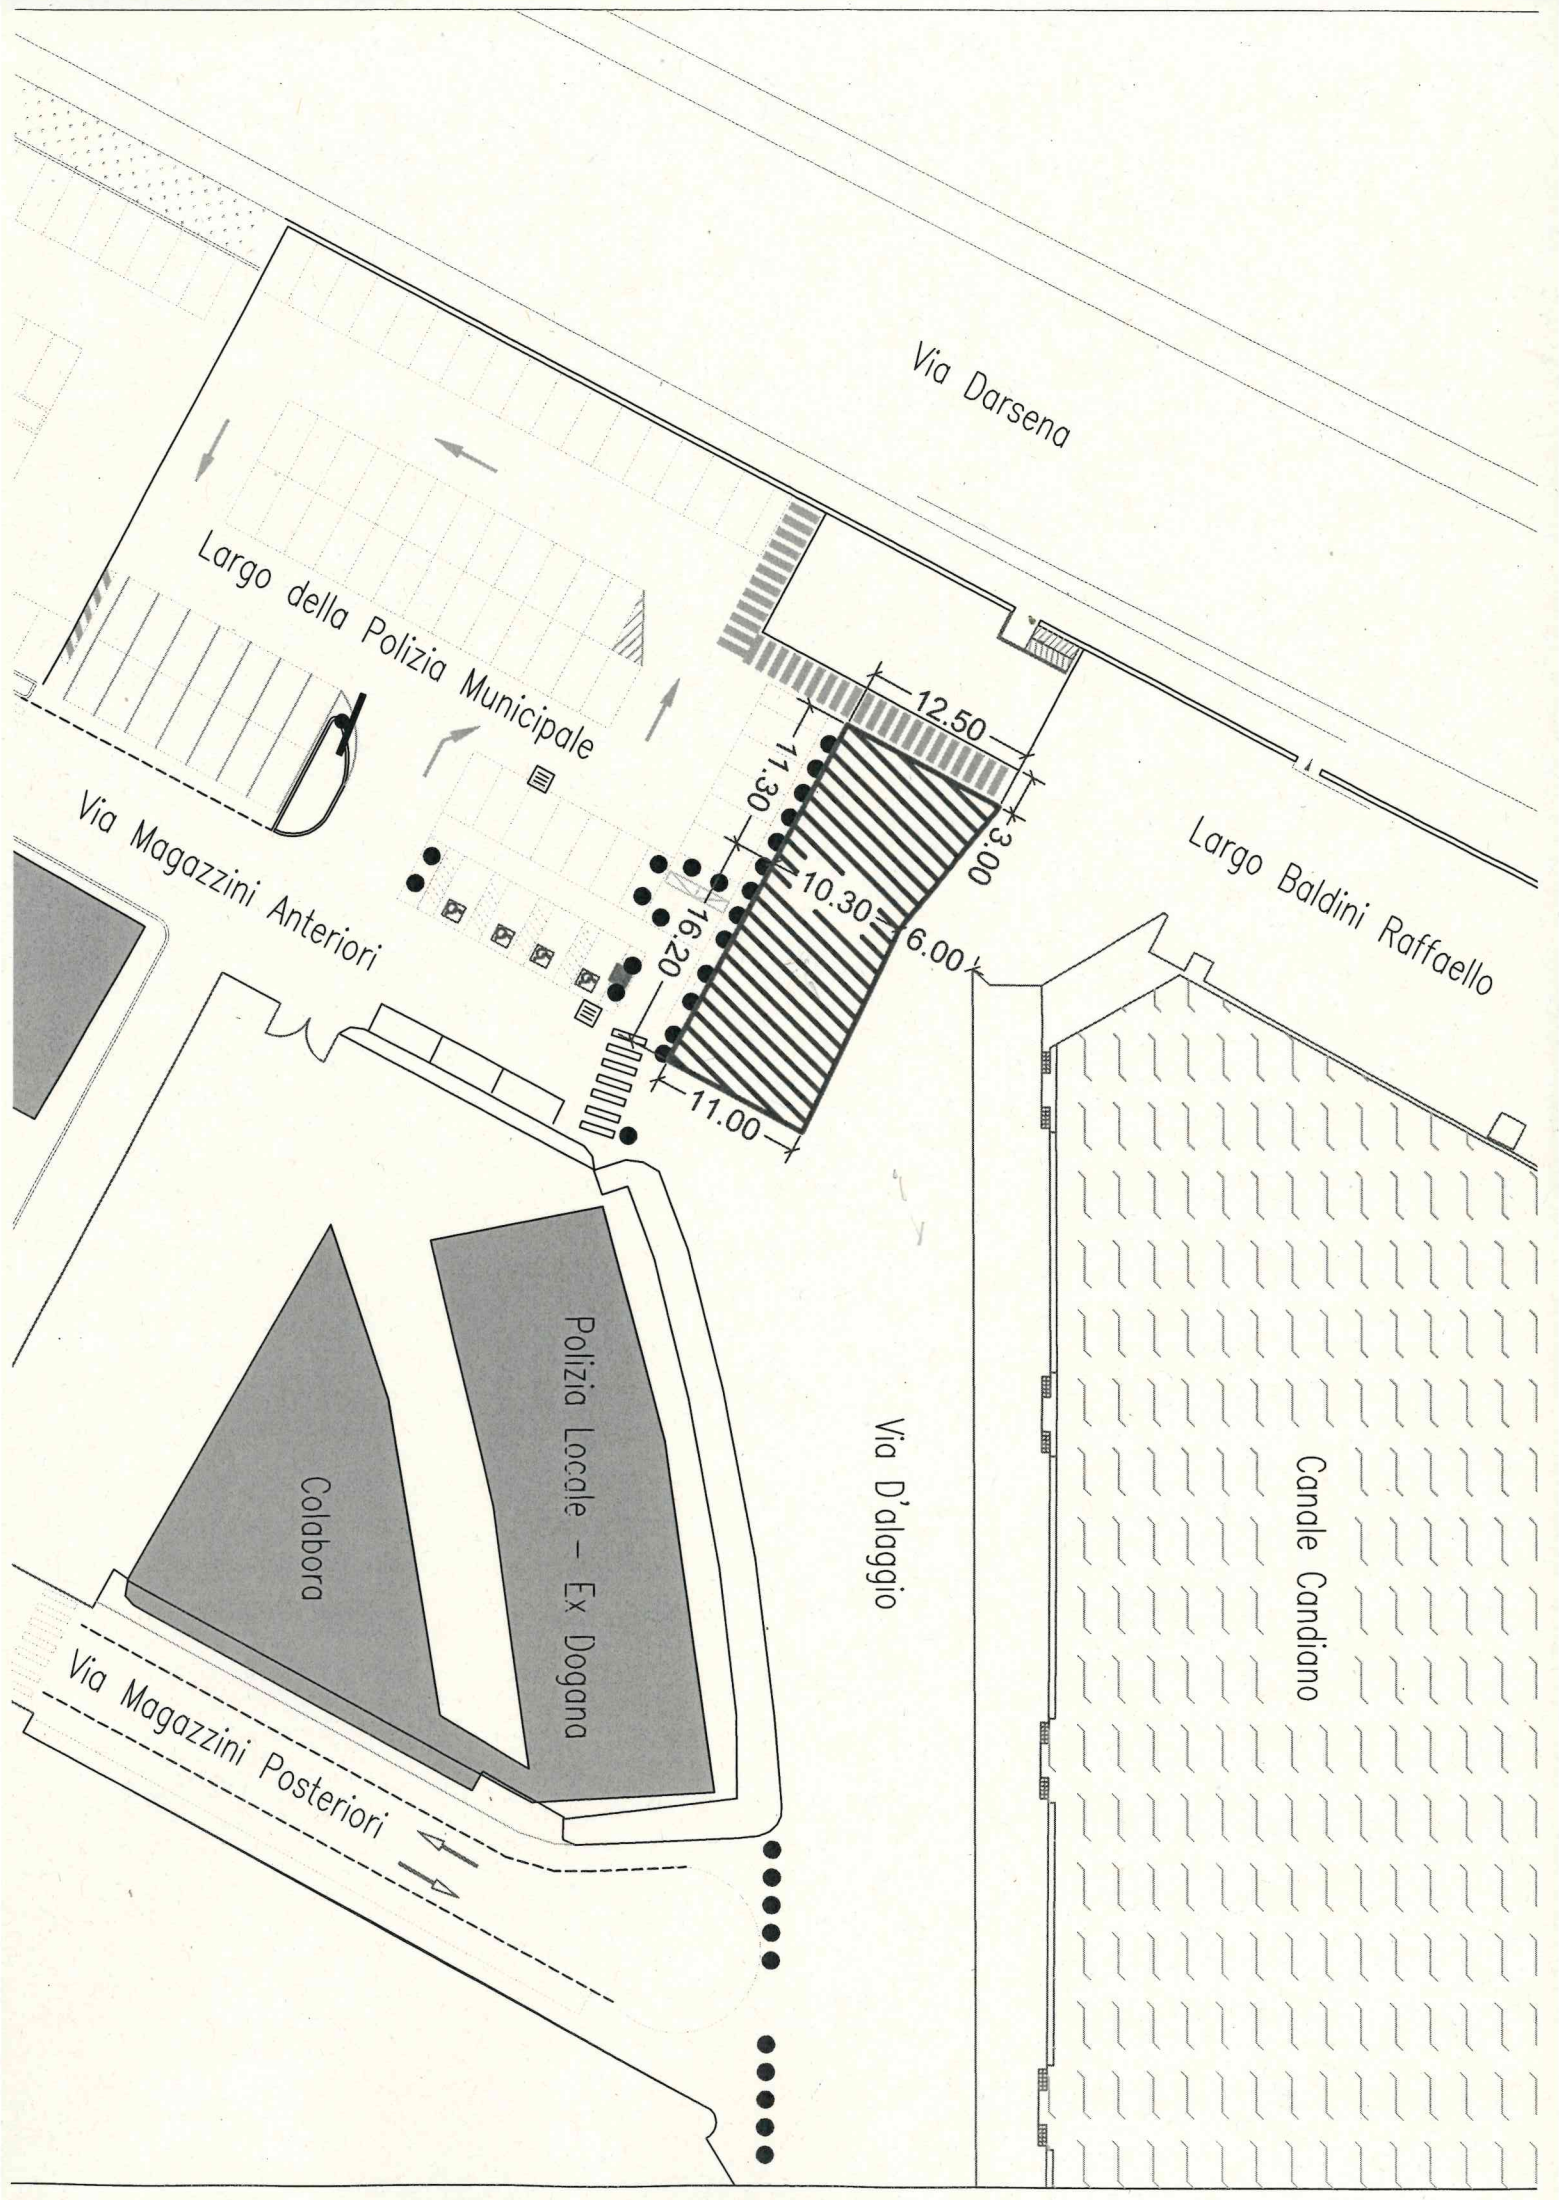 Via Darsena
Largo della Polizia Municipale
12.50
11.30
3.00
Largo Baldini Raffaello
Via Magazzini Anteriori
10.30
6.00
16.20
11.00
Polizia Locale - Ex Dogana
Colabora
Via D'alaggio
Canale Candiano
Via Magazzini Posteriori